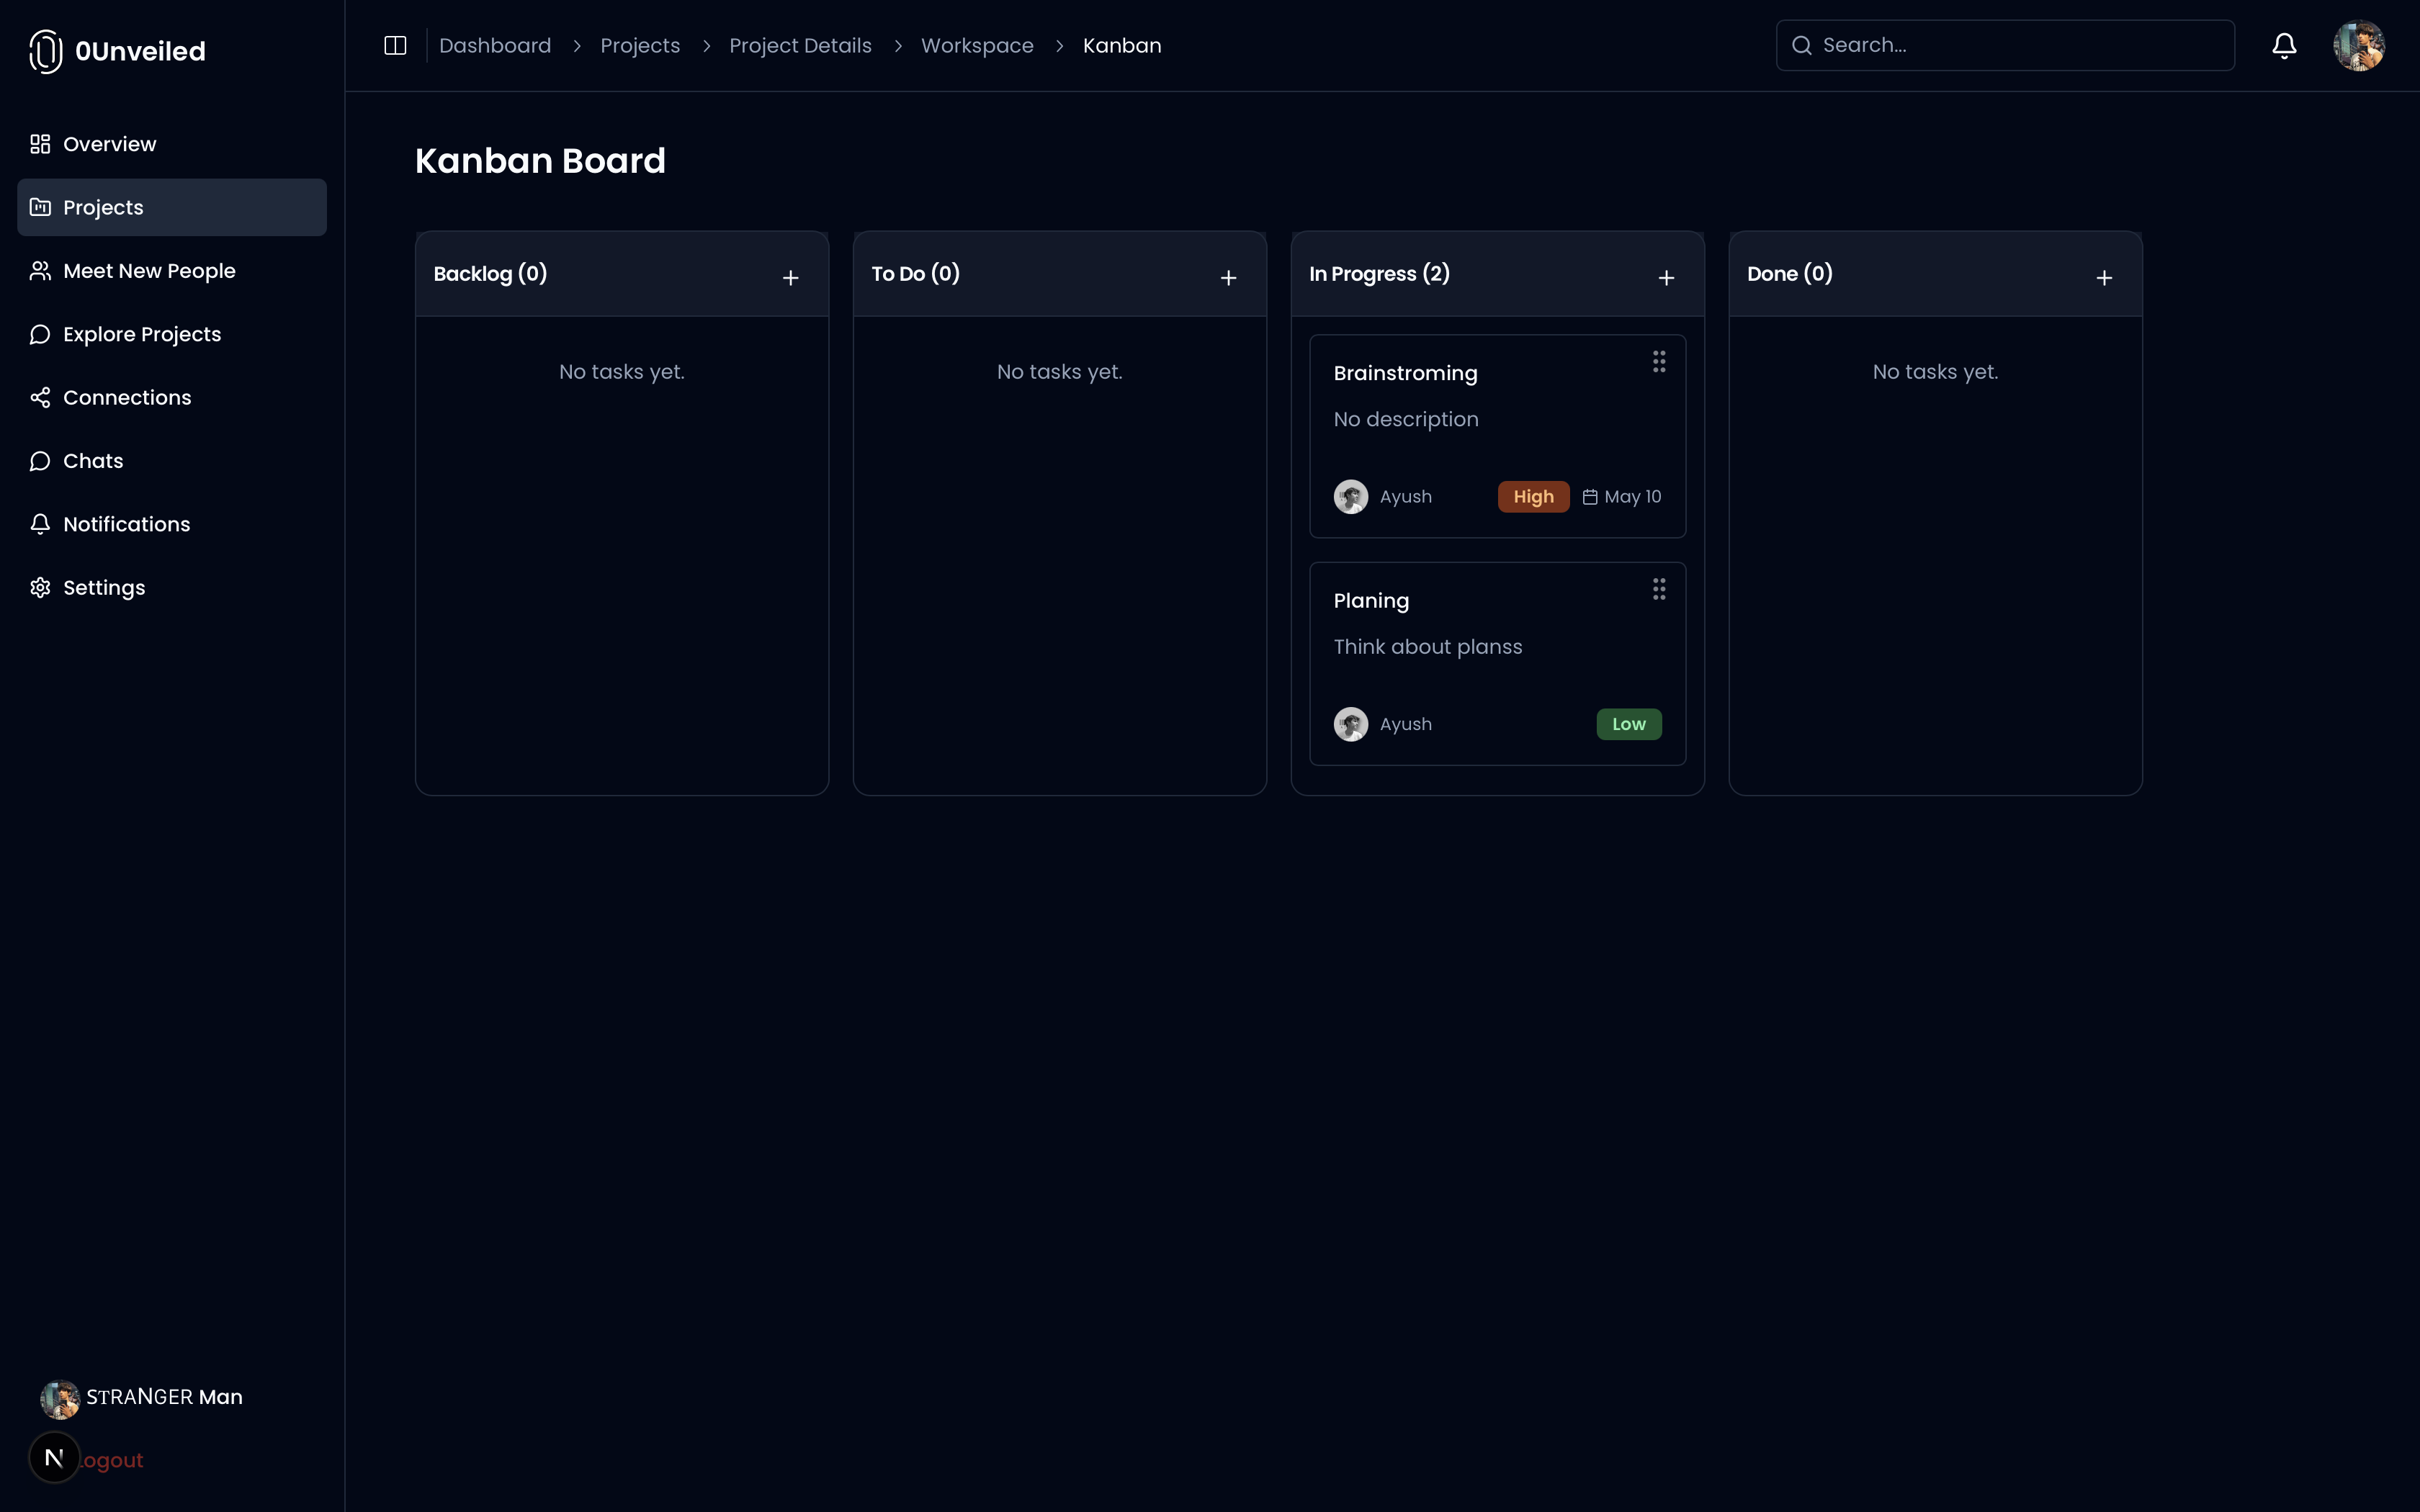 0Unveiled
Dashboard > Projects > Project Details > Workspace > Kanban
Search...
Overview
Projects
Meet New People
Explore Projects
Connections
Chats
Notifications
Settings
Kanban Board
Backlog (0)
No tasks yet.
To Do (0)
No tasks yet.
In Progress (2)
Brainstroming
No description
Ayush High May 10
Planing
Think about planss
Ayush Low
Done (0)
No tasks yet.
STRANGER Man
N
ogout